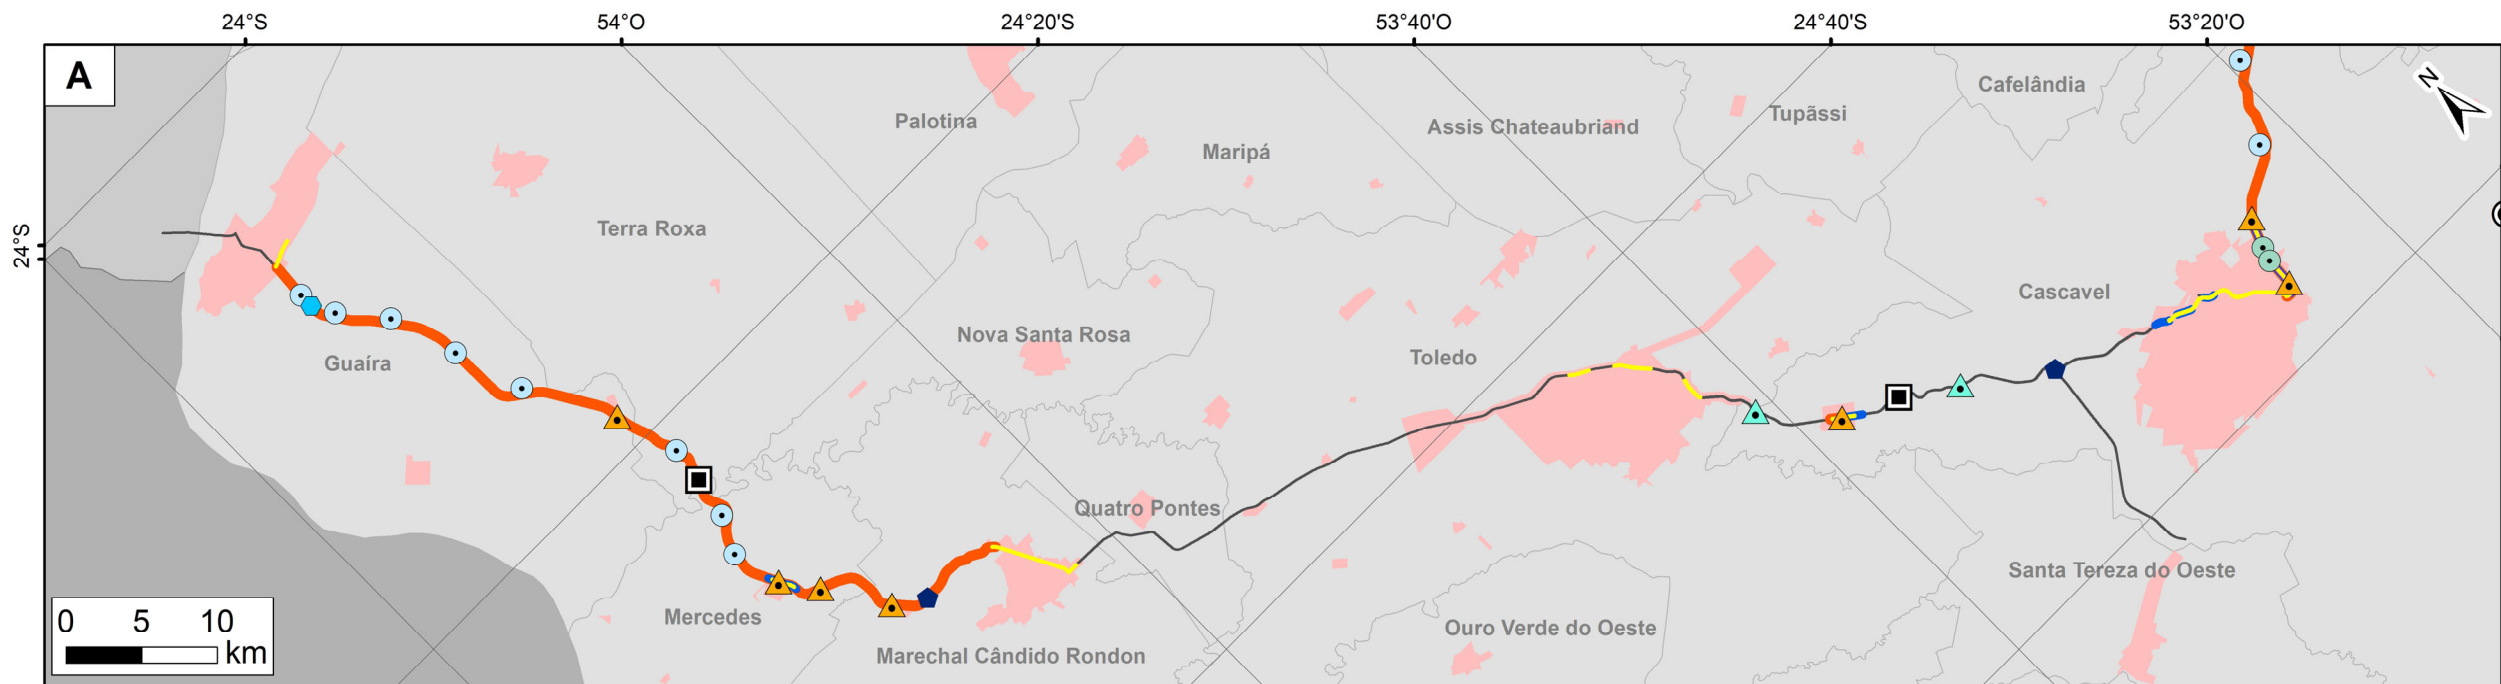 24°S 54°O 24°20'S 53°40'O 24°40'S 53°20'O
A
N
Cafelândia
Palotina
Assis Chateaubriand
Tupãssi
Maripá
Terra Roxa
24°S
Cascavel
Nova Santa Rosa
Guaíra
Toledo
Quatro Pontes
Santa Tereza do Oeste
Mercedes
Ouro Verde do Oeste
Marechal Cândido Rondon
0 5 10
km